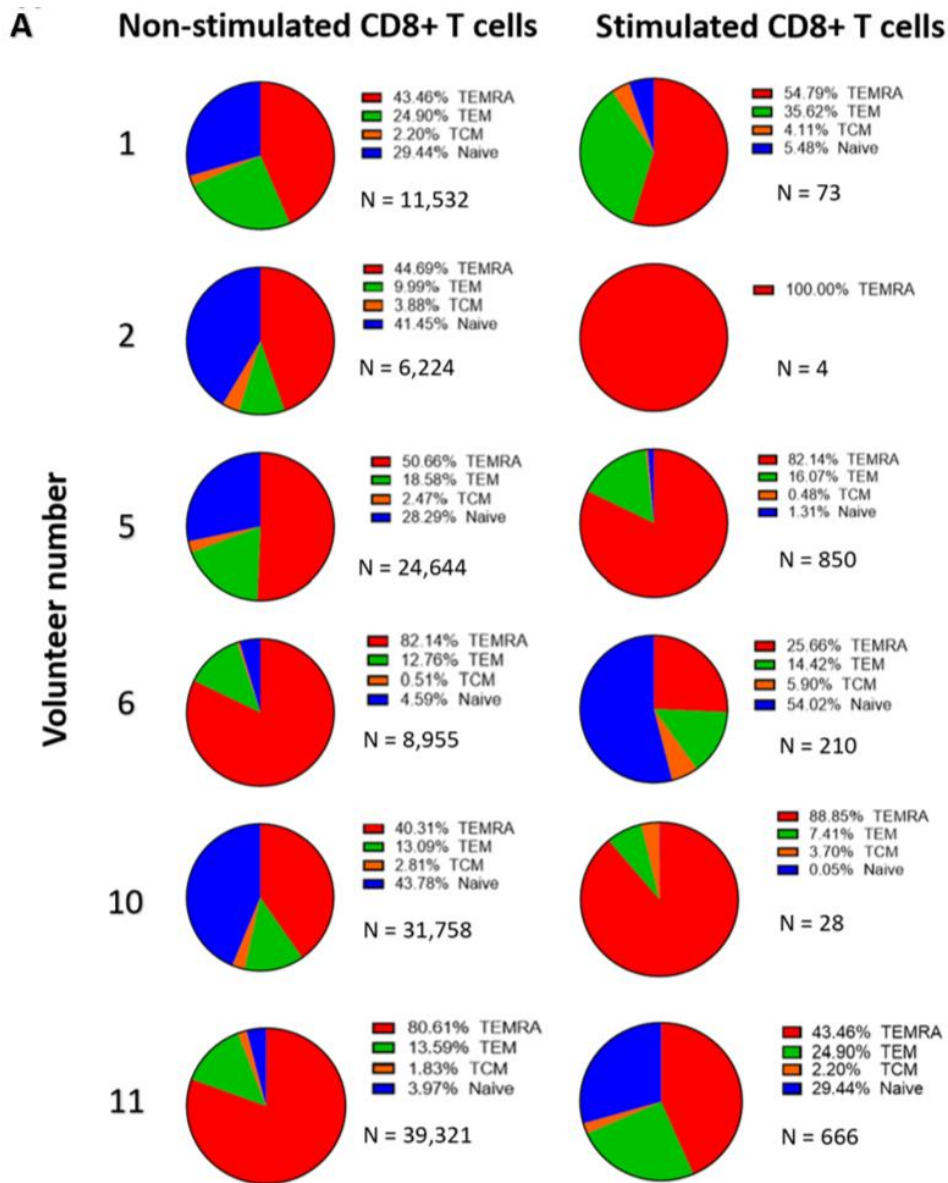 A
Non-stimulated CD8+ T cells
Stimulated CD8+ T cells
Volunteer number
1
43.46% TEMRA
24.90% TEM
2.20% TCM
29.44% Naive
N = 11,532
54.79% TEMRA
35.62% TEM
4.11% TCM
5.48% Naive
N = 73
2
44.69% TEMRA
9.99% TEM
3.88% TCM
41.45% Naive
N = 6,224
100.00% TEMRA
N = 4
5
50.66% TEMRA
18.58% TEM
2.47% TCM
28.29% Naive
N = 24,644
82.14% TEMRA
16.07% TEM
0.48% TCM
1.31% Naive
N = 850
6
82.14% TEMRA
12.76% TEM
0.51% TCM
4.59% Naive
N = 8,955
25.66% TEMRA
14.42% TEM
5.90% TCM
54.02% Naive
N = 210
10
40.31% TEMRA
13.09% TEM
2.81% TCM
43.78% Naive
N = 31,758
88.85% TEMRA
7.41% TEM
3.70% TCM
0.05% Naive
N = 28
11
80.61% TEMRA
13.59% TEM
1.83% TCM
3.97% Naive
N = 39,321
43.46% TEMRA
24.90% TEM
2.20% TCM
29.44% Naive
N = 666